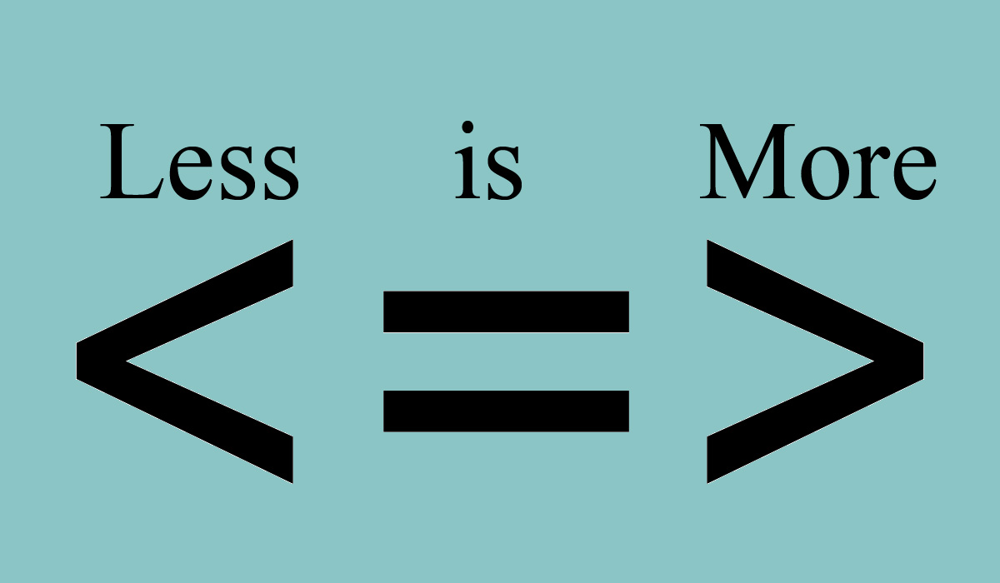 Less is More
< = >